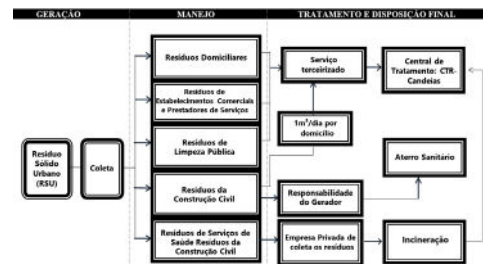 GERAÇÃO
MANEJO
TRATAMENTO E DISPOSIÇÃO FINAL
Resíduo
Sólido
Urbano
(RSU)
Coleta
Resíduos Domiciliares
Resíduos de
Estabelecimentos Comerciais
e Prestadores de Serviços
Resíduos de
Limpeza Pública
Resíduos da
Construção Civil
Resíduos de Serviços de
Saúde Resíduos da
Construção Civil
Serviço
terceirizado
1m³/dia por
domicílio
Responsabilidade
do Gerador
Empresa Privada de
coleta os resíduos
Central de
Tratamento: CTR-
Candeias
Aterro Sanitário
Incineração